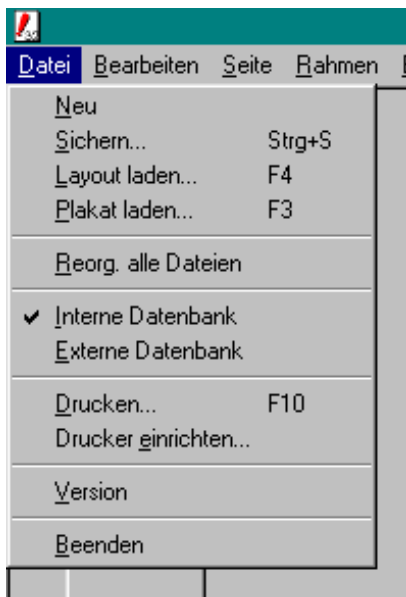 Datei Bearbeiten Seite Rahmen
Neu
Sichern... Strg+S
Layout laden... F4
Plakat laden... F3
Reorg. alle Dateien
Interne Datenbank
Externe Datenbank
Drucken... F10
Drucker einrichten...
Version
Beenden